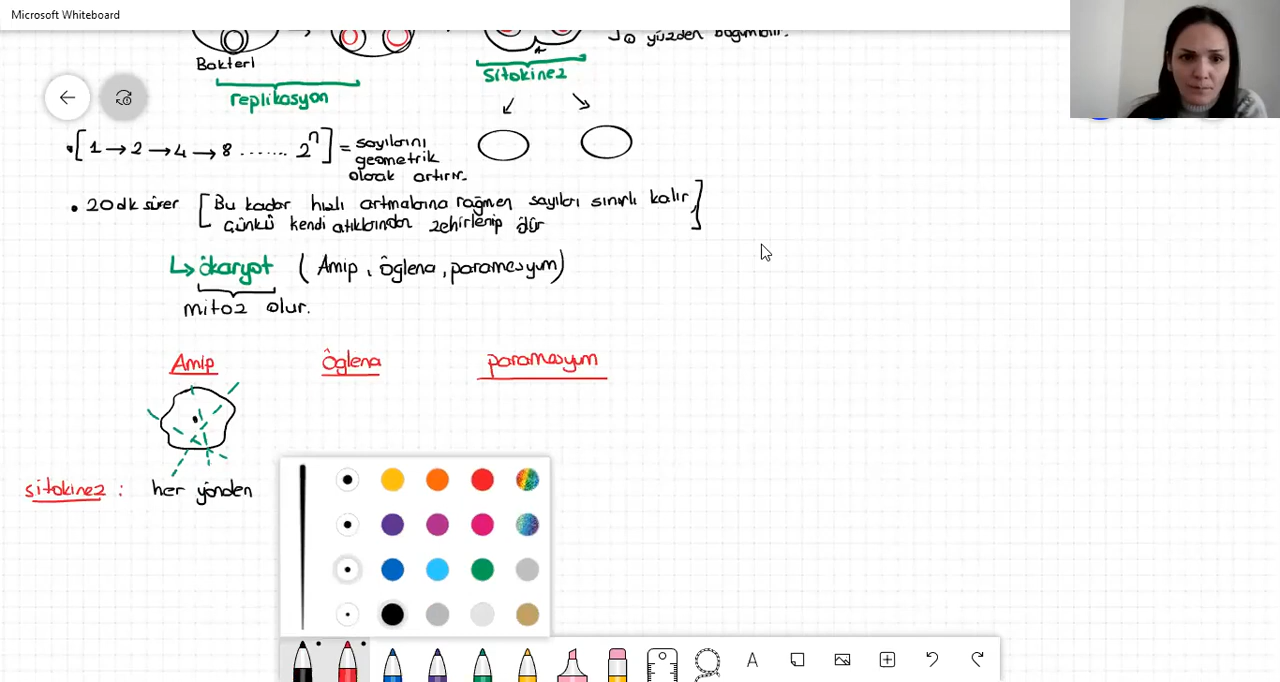 Microsoft Whiteboard
Bakteri
↓ o yüzden boğumlanır.
Sitokinez
replikasyon
• [1 → 2 → 4 → 8 ....... 2ⁿ] = sayılarını
geometrik
olarak artırır.
• 20 dk sürer [Bu kadar hızlı artmalarına rağmen sayıları sınırlı kalır,
çünkü kendi atıklarından zehirlenip ölür]
↳ ökaryot (Amip, öglena, paramesyum)
mitoz olur.
Amip öglena paramesyum
sitokinez : her yönden
A